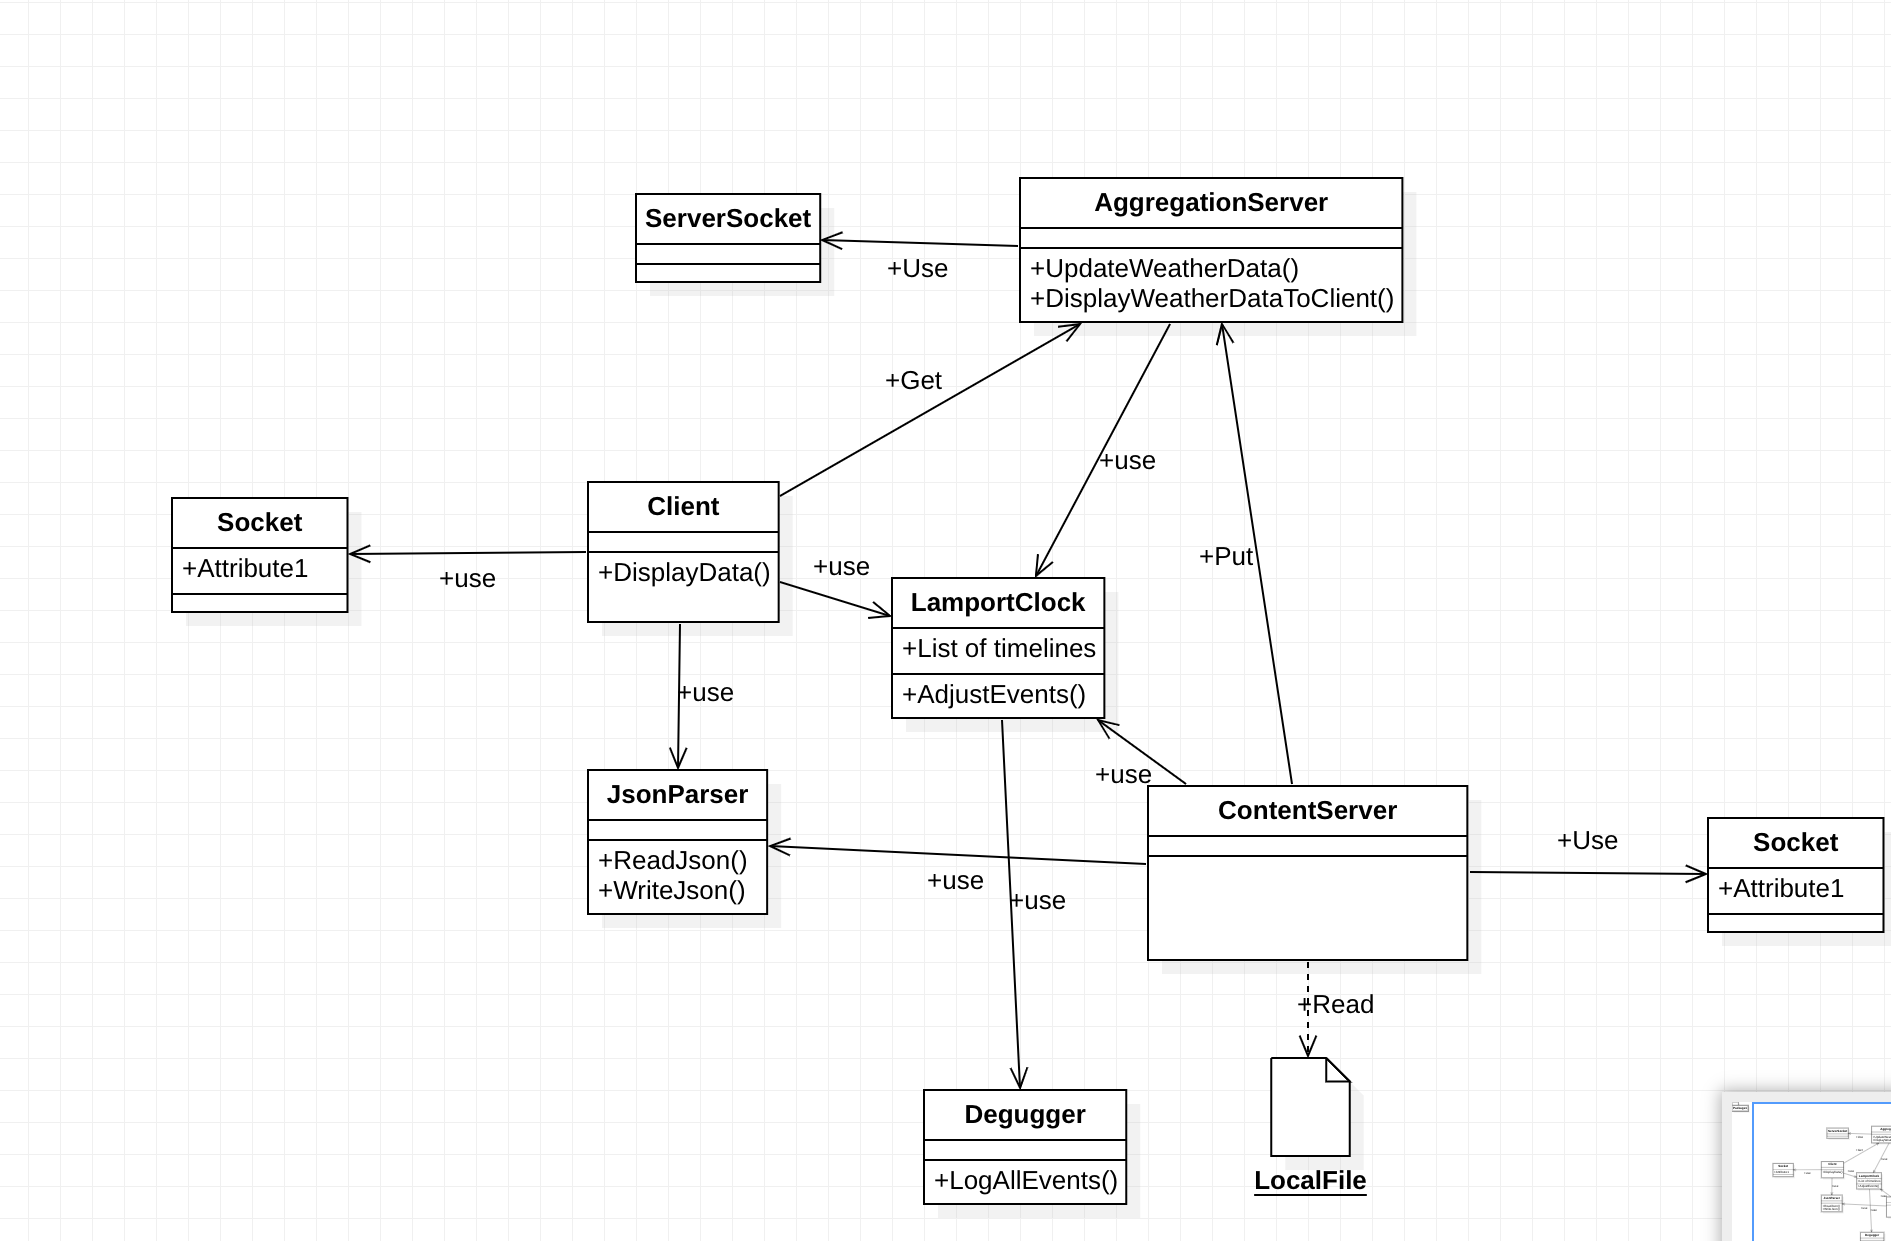 AggregationServer
+UpdateWeatherData()
+DisplayWeatherDataToClient()
ServerSocket
+Use
+Get
+use
+Put
Client
+DisplayData()
Socket
+Attribute1
+use
+use
LamportClock
+List of timelines
+AdjustEvents()
+use
JsonParser
+ReadJson()
+WriteJson()
+use
+use
+use
ContentServer
+Use
Socket
+Attribute1
+Read
LocalFile
Degugger
+LogAllEvents()